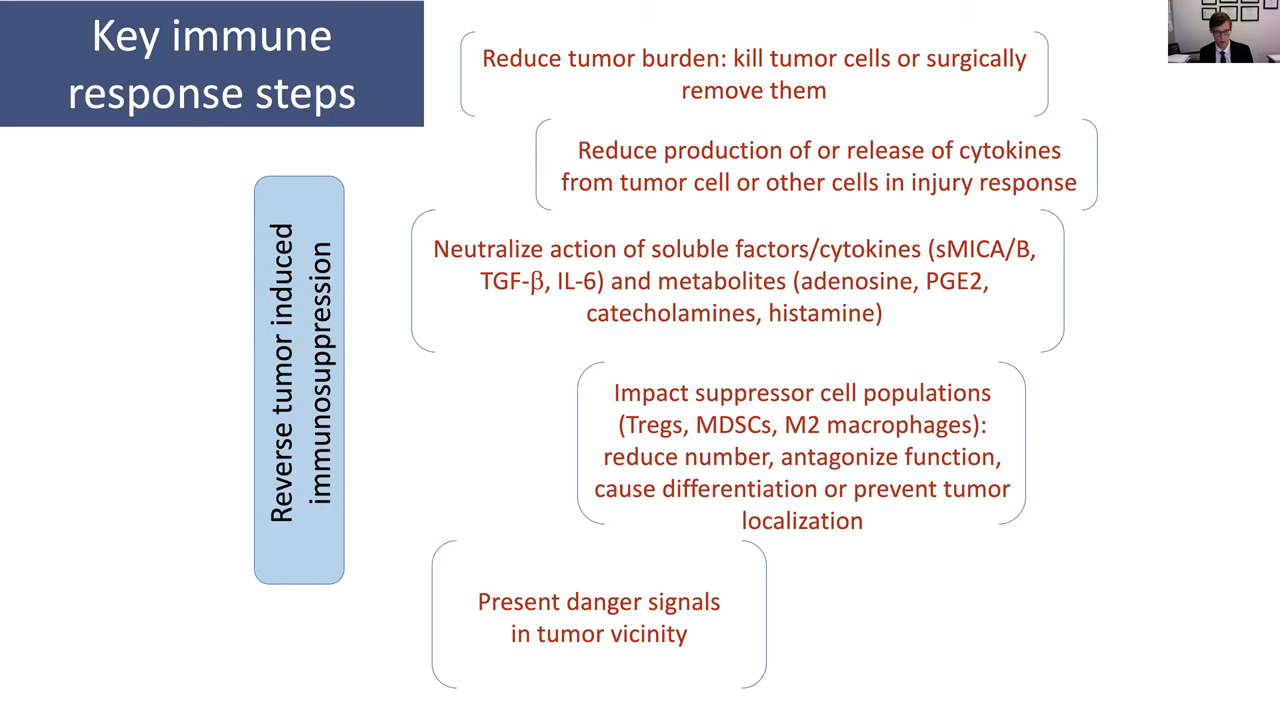 Key immune
response steps
Reduce tumor burden: kill tumor cells or surgically
remove them
Reduce production of or release of cytokines
from tumor cell or other cells in injury response
Reverse tumor induced
immunosuppression
Neutralize action of soluble factors/cytokines (sMICA/B,
TGF-β, IL-6) and metabolites (adenosine, PGE2,
catecholamines, histamine)
Impact suppressor cell populations
(Tregs, MDSCs, M2 macrophages):
reduce number, antagonize function,
cause differentiation or prevent tumor
localization
Present danger signals
in tumor vicinity